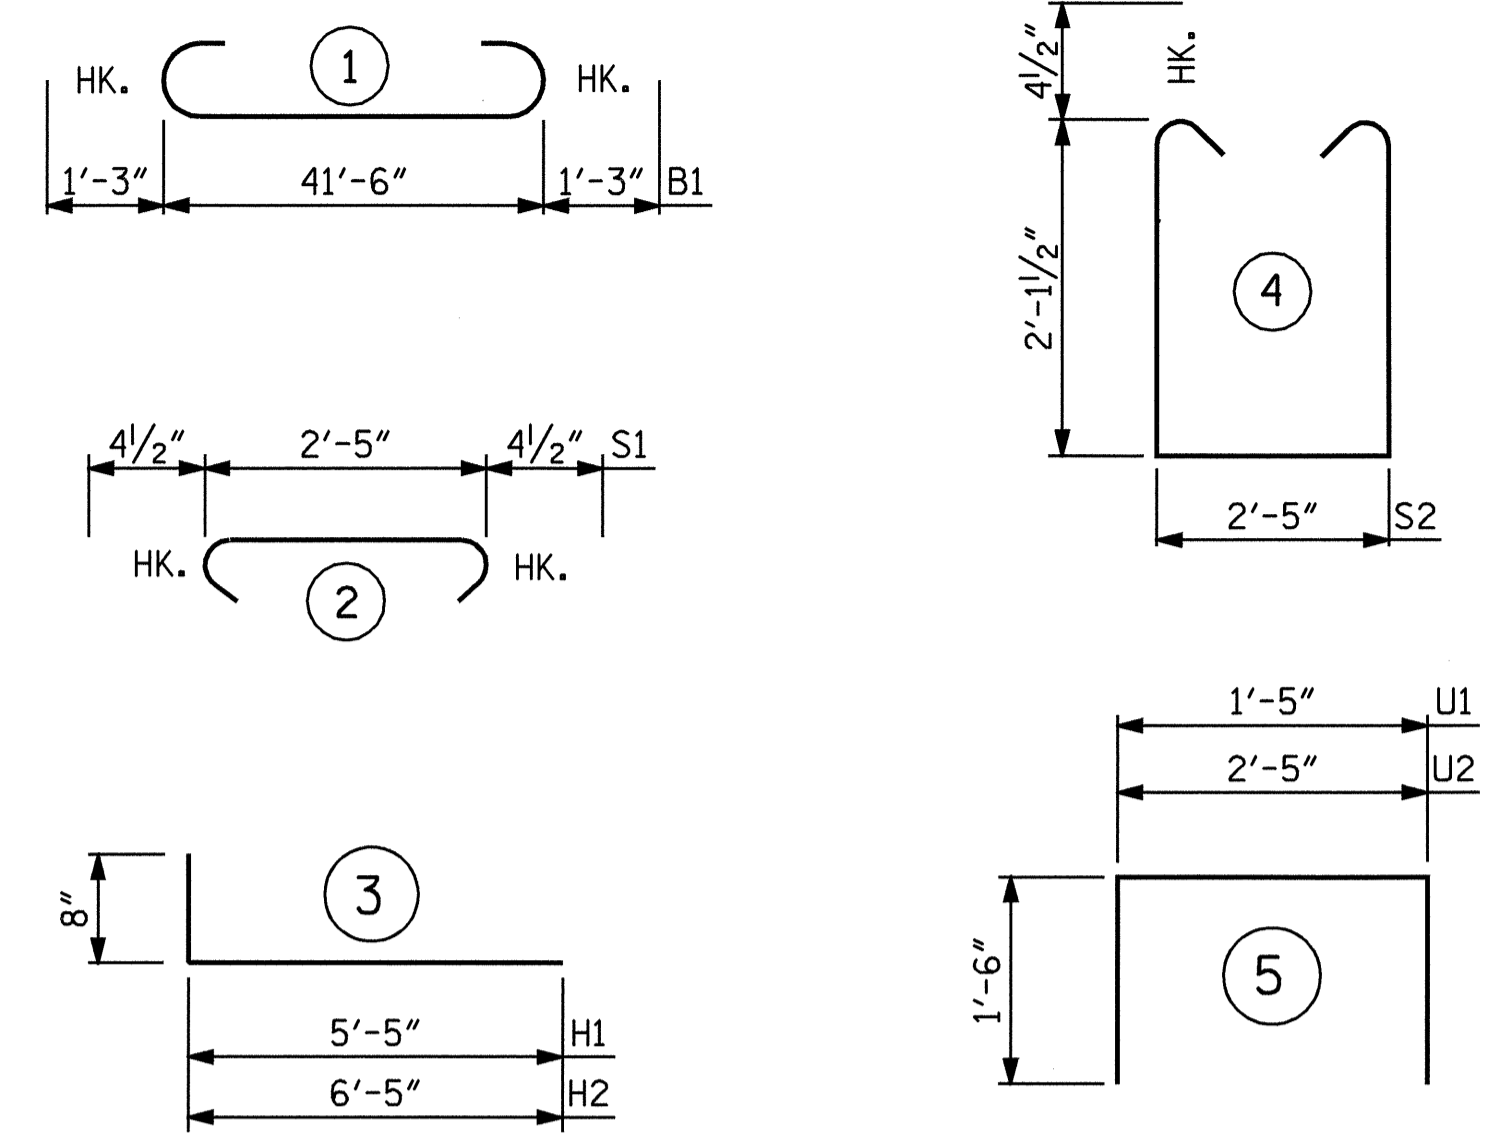 HK. 1 HK.
1'-3" 41'-6" 1'-3" B1
4½" 2'-5" 4½" S1
HK. 2 HK.
8" 3
5'-5" H1
6'-5" H2
4½" HK.
2'-1½" 4
2'-5" S2
1'-5" U1
2'-5" U2
1'-6" 5